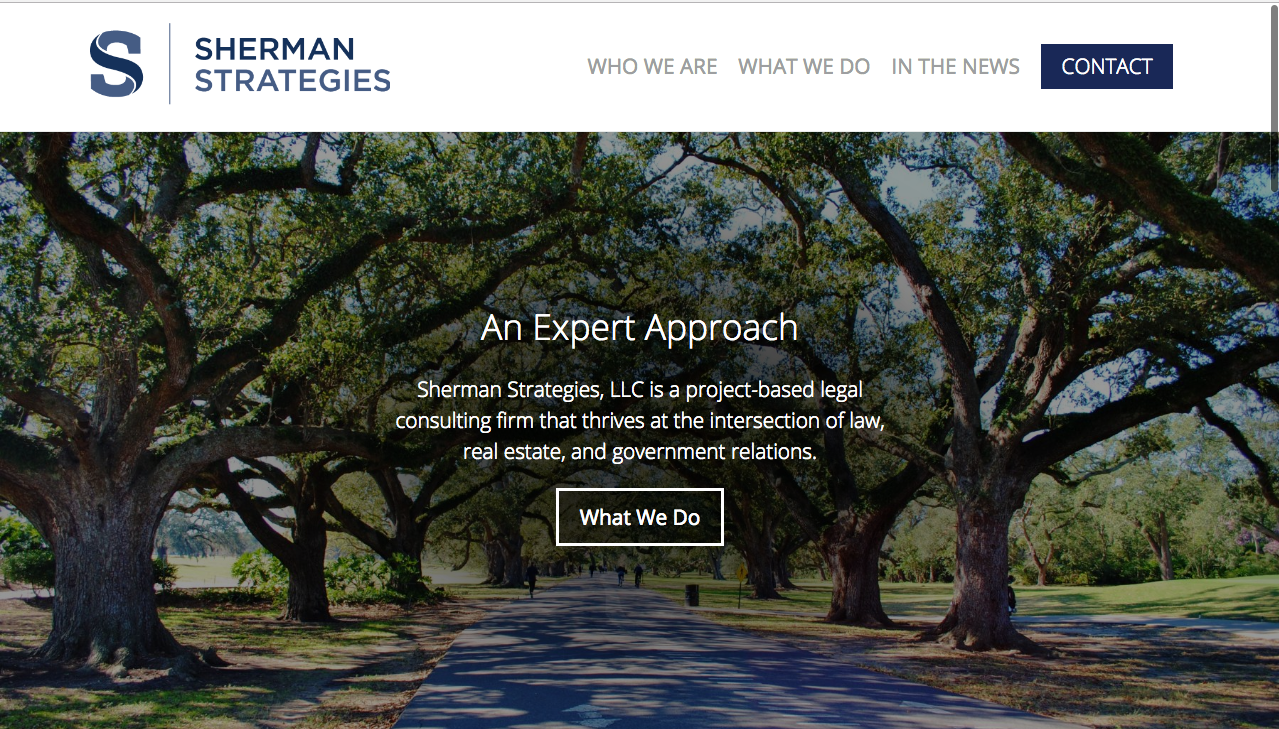 SHERMAN
STRATEGIES
WHO WE ARE
WHAT WE DO
IN THE NEWS
CONTACT
An Expert Approach
Sherman Strategies, LLC is a project-based legal
consulting firm that thrives at the intersection of law,
real estate, and government relations.
What We Do